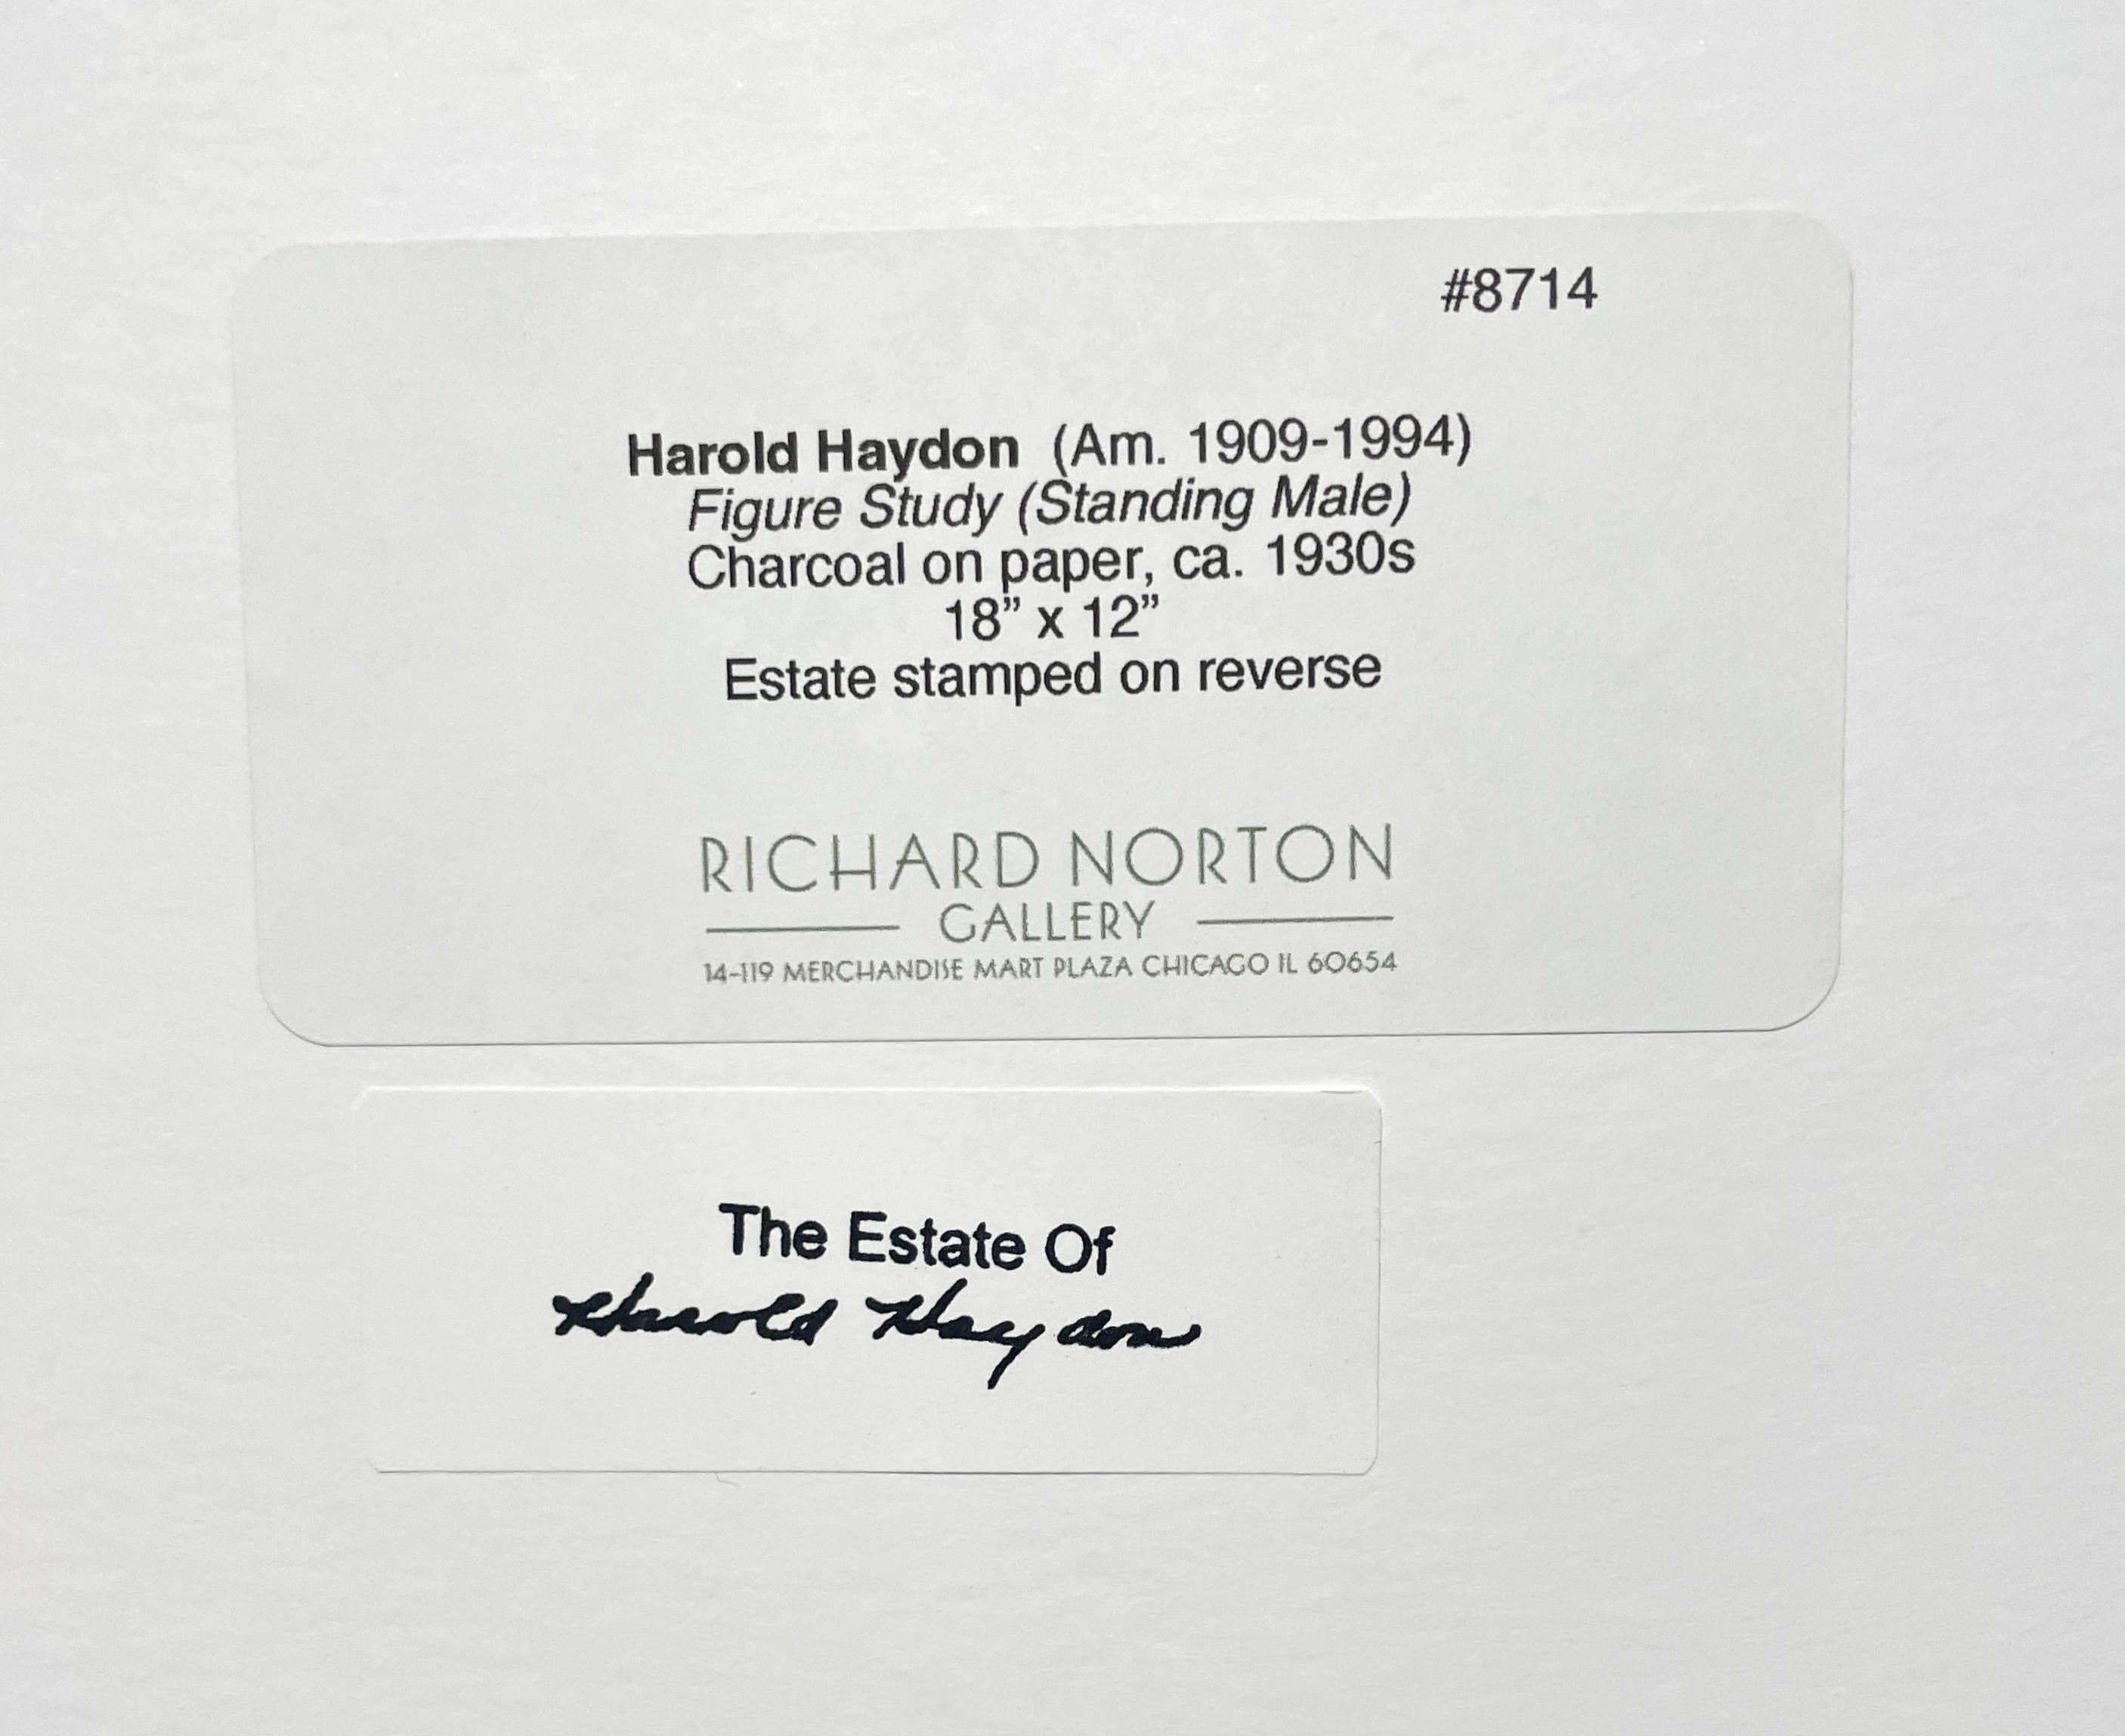 #8714
Harold Haydon (Am. 1909-1994)
Figure Study (Standing Male)
Charcoal on paper, ca. 1930s
18” x 12”
Estate stamped on reverse
RICHARD NORTON
GALLERY
14-119 MERCHANDISE MART PLAZA CHICAGO IL 60654
The Estate Of
Harold Haydon